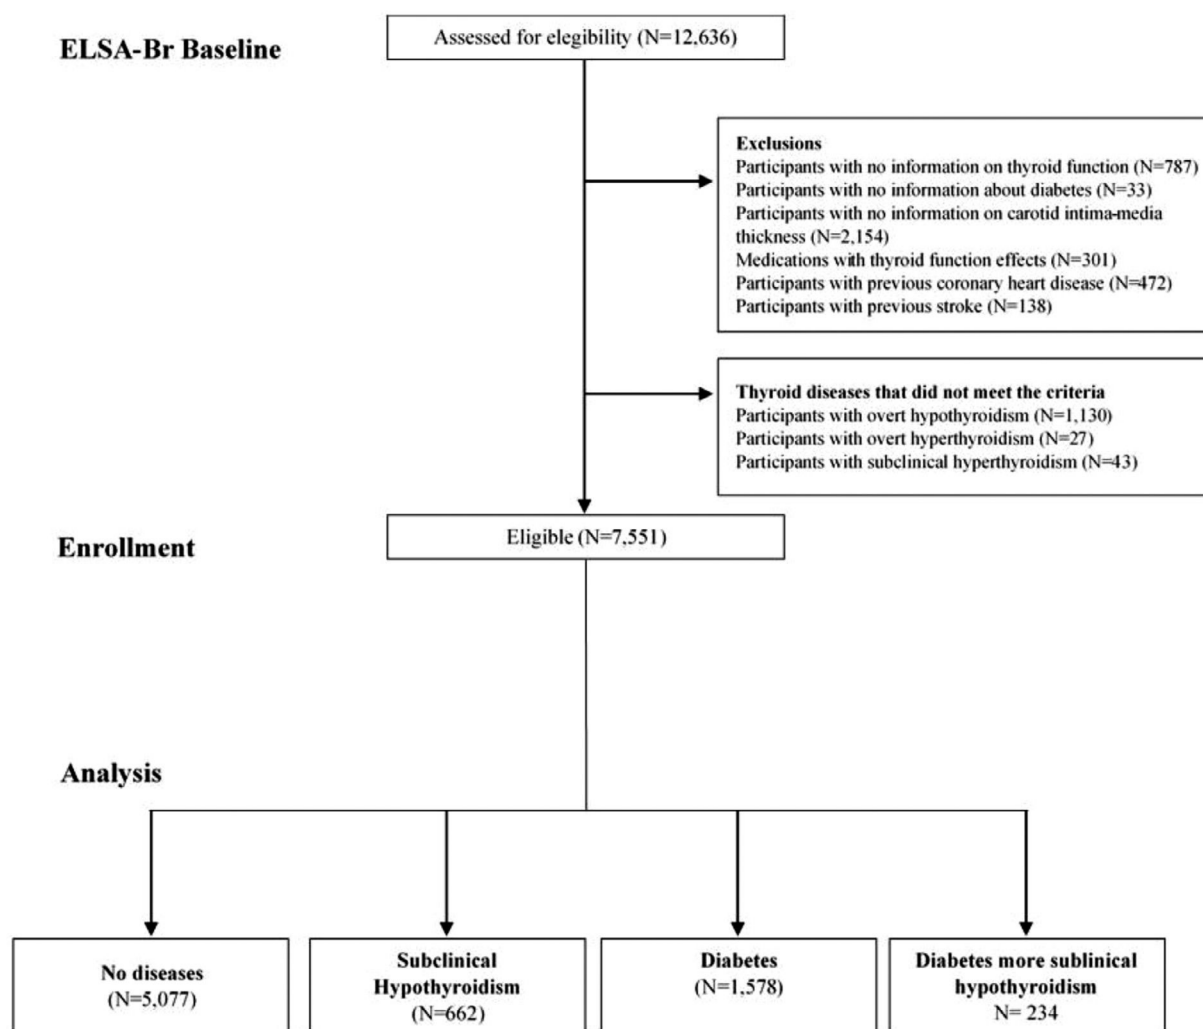 ELSA-Br Baseline
Assessed for elegibility (N=12,636)
Exclusions
Participants with no information on thyroid function (N=787)
Participants with no information about diabetes (N=33)
Participants with no information on carotid intima-media
thickness (N=2,154)
Medications with thyroid function effects (N=301)
Participants with previous coronary heart disease (N=472)
Participants with previous stroke (N=138)
Thyroid diseases that did not meet the criteria
Participants with overt hypothyroidism (N=1,130)
Participants with overt hyperthyroidism (N=27)
Participants with subclinical hyperthyroidism (N=43)
Enrollment
Eligible (N=7,551)
Analysis
No diseases
(N=5,077)
Subclinical
Hypothyroidism
(N=662)
Diabetes
(N=1,578)
Diabetes more sublinical
hypothyroidism
N= 234